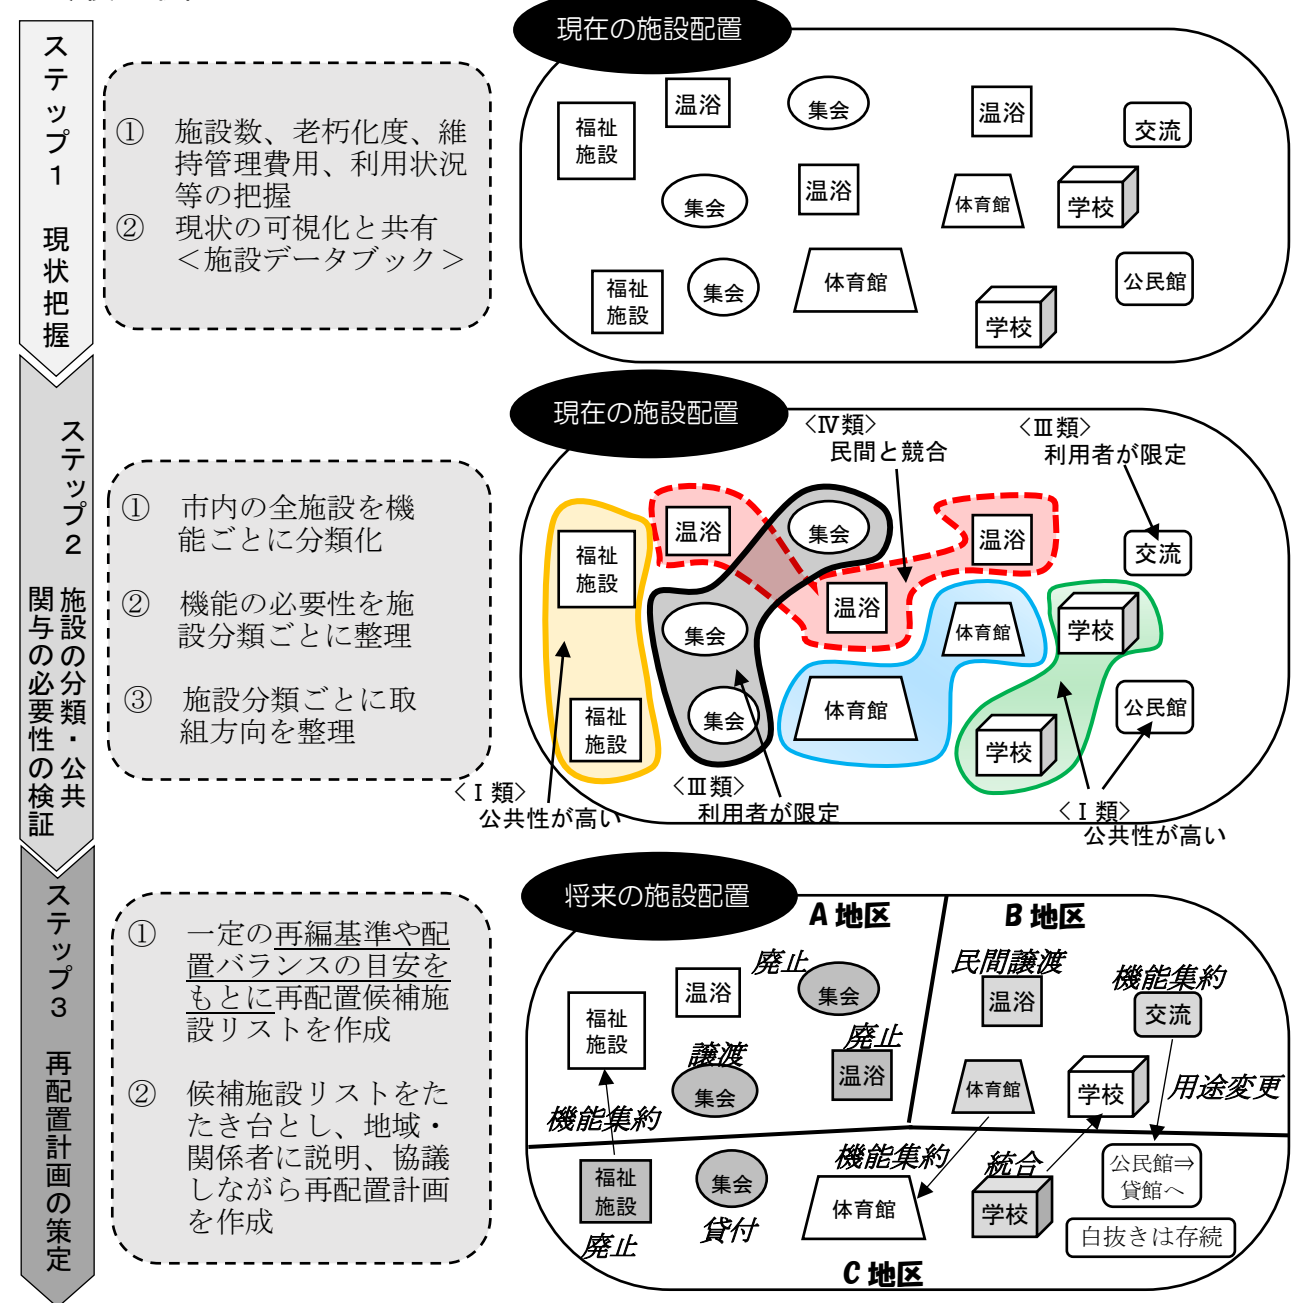 ステップ1 現状把握
① 施設数、老朽化度、維
持管理費用、利用状況
等の把握
② 現状の可視化と共有
＜施設データブック＞
現在の施設配置
福祉
施設
温浴
集会
温浴
交流
集会
温浴
体育館
学校
福祉
施設
集会
体育館
学校
公民館
ステップ2 施設の分類・公共
関与の必要性の検証
① 市内の全施設を機
能ごとに分類化
② 機能の必要性を施
設分類ごとに整理
③ 施設分類ごとに取
組方向を整理
現在の施設配置
〈Ⅳ類〉
民間と競合
〈Ⅲ類〉
利用者が限定
福祉
施設
温浴
集会
温浴
交流
集会
温浴
体育館
学校
福祉
施設
集会
体育館
学校
公民館
〈Ⅰ類〉
公共性が高い
〈Ⅲ類〉
利用者が限定
〈Ⅰ類〉
公共性が高い
ステップ3 再配置計画の策定
① 一定の再編基準や配
置バランスの目安を
もとに再配置候補施
設リストを作成
② 候補施設リストをた
たき台とし、地域・
関係者に説明、協議
しながら再配置計画
を作成
将来の施設配置
A地区
B地区
福祉
施設
温浴
廃止
集会
民間譲渡
温浴
機能集約
交流
譲渡
集会
廃止
温浴
体育館
学校
用途変更
機能集約
福祉
施設
廃止
集会
貸付
機能集約
体育館
統合
学校
公民館⇒
貸館へ
白抜きは存続
C地区